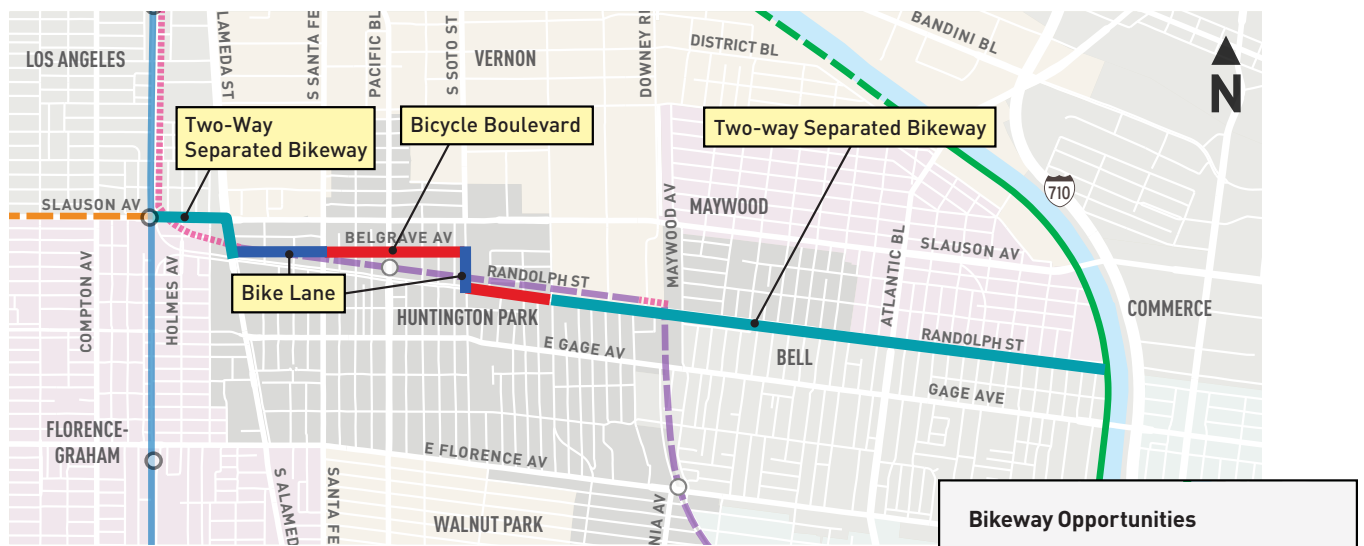 BANDINI BL
DISTRICT BL
LOS ANGELES
LAMEDA ST
S SANTA FE
PACIFIC BL
S SOTO ST
VERNON
DOWNEY R
N
Two-Way
Separated Bikeway
Bicycle Boulevard
Two-way Separated Bikeway
710
SLAUSON AV
MAYWOOD
BELGRAVE AV
SLAUSON AV
MAYWOOD AV
ATLANTIC BL
RANDOLPH ST
Bike Lane
COMPTON AV
HOLMES AV
HUNTINGTON PARK
COMMERCE
RANDOLPH ST
E GAGE AV
BELL
GAGE AVE
FLORENCE-
GRAHAM
E FLORENCE AV
S ALAMED
SANTA FE
WALNUT PARK
NIA AV
Bikeway Opportunities